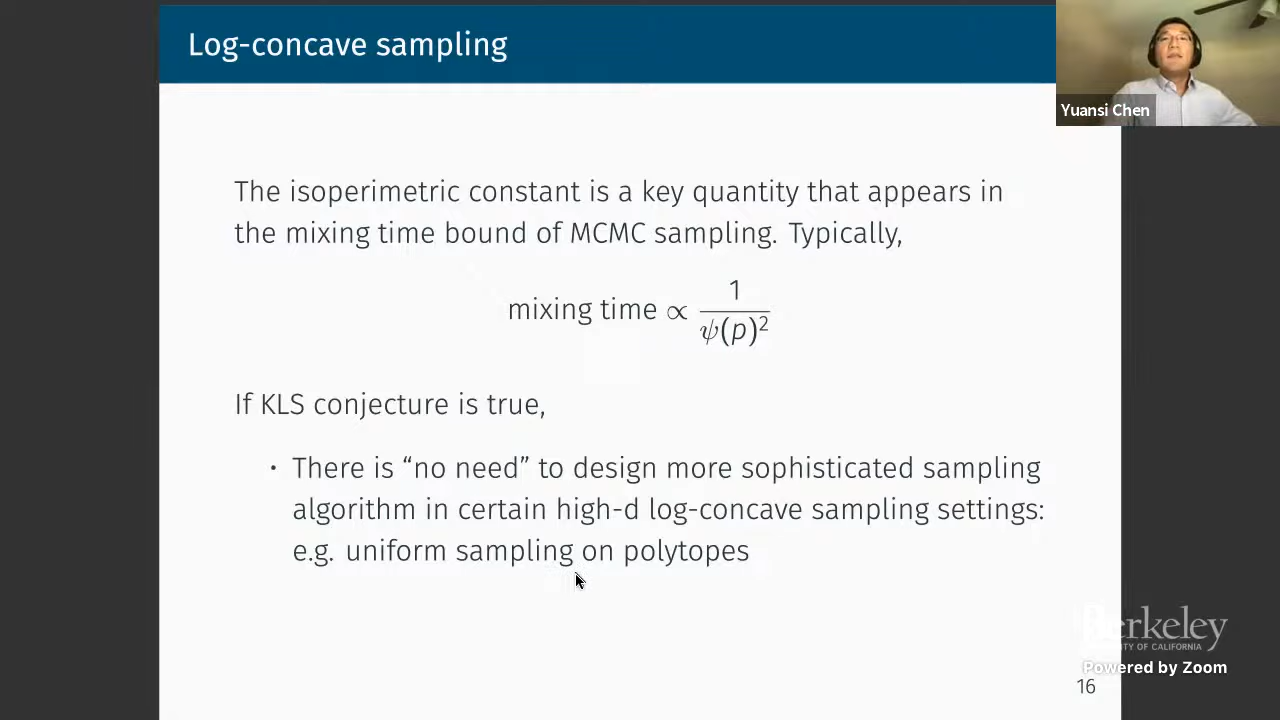 Log-concave sampling
Yuansi Chen
The isoperimetric constant is a key quantity that appears in
the mixing time bound of MCMC sampling. Typically,
mixing time ∝ 1/ψ(p)²
If KLS conjecture is true,
• There is “no need” to design more sophisticated sampling
algorithm in certain high-d log-concave sampling settings:
e.g. uniform sampling on polytopes
Berkeley
UNIVERSITY OF CALIFORNIA
Powered by Zoom
16